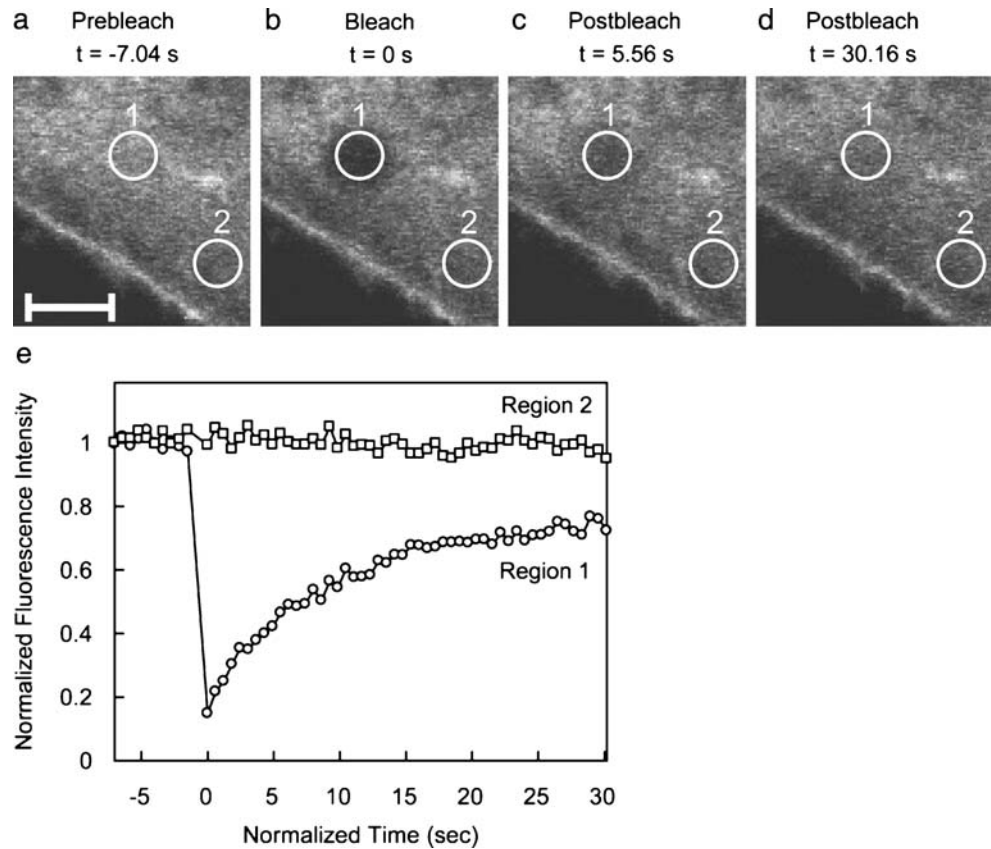 a Prebleach
t = -7.04 s
b Bleach
t = 0 s
c Postbleach
t = 5.56 s
d Postbleach
t = 30.16 s
1
2
1
2
1
2
1
2
e
Normalized Fluorescence Intensity
1
0.8
0.6
0.4
0.2
0
Region 2
Region 1
-5 0 5 10 15 20 25 30
Normalized Time (sec)